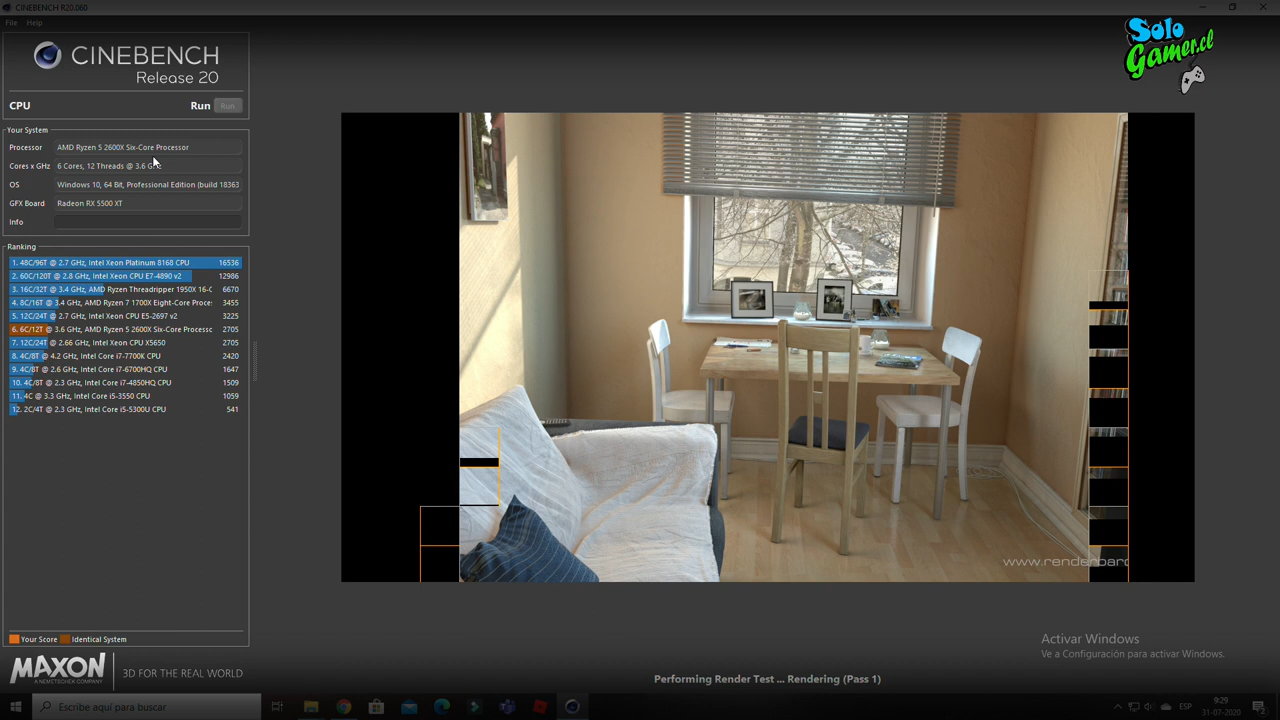 CINEBENCH R20.060
File Help
CINEBENCH
Release 20
CPU Run Run
Your System
Processor AMD Ryzen 5 2600X Six-Core Processor
Cores x GHz 6 Cores, 12 Threads @ 3.6 G
OS Windows 10, 64 Bit, Professional Edition (build 18363
GFX Board Radeon RX 5500 XT
Info
Ranking
1. 48C/96T @ 2.7 GHz, Intel Xeon Platinum 8168 CPU 16536
2. 60C/120T @ 2.8 GHz, Intel Xeon CPU E7-4890 v2 12986
3. 16C/32T @ 3.4 GHz, AMD Ryzen Threadripper 1950X 16-C 6670
4. 8C/16T @ 3.4 GHz, AMD Ryzen 7 1700X Eight-Core Proce 3455
5. 12C/24T @ 2.7 GHz, Intel Xeon CPU E5-2697 v2 3225
6. 6C/12T @ 3.6 GHz, AMD Ryzen 5 2600X Six-Core Processo 2705
7. 12C/24T @ 2.66 GHz, Intel Xeon CPU X5650 2705
8. 4C/8T @ 4.2 GHz, Intel Core i7-7700K CPU 2420
9. 4C/8T @ 2.6 GHz, Intel Core i7-6700HQ CPU 1647
10. 4C/8T @ 2.3 GHz, Intel Core i7-4850HQ CPU 1509
11. 4C @ 3.3 GHz, Intel Core i5-3550 CPU 1059
12. 2C/4T @ 2.3 GHz, Intel Core i5-5300U CPU 541
Your Score Identical System
MAXON
A NEMETSCHEK COMPANY
3D FOR THE REAL WORLD
Solo
Gamer.cl
www.renderbaro
Activar Windows
Ve a Configuración para activar Windows.
Performing Render Test ... Rendering (Pass 1)
Escribe aquí para buscar
ESP
9:29
31-07-2020
2